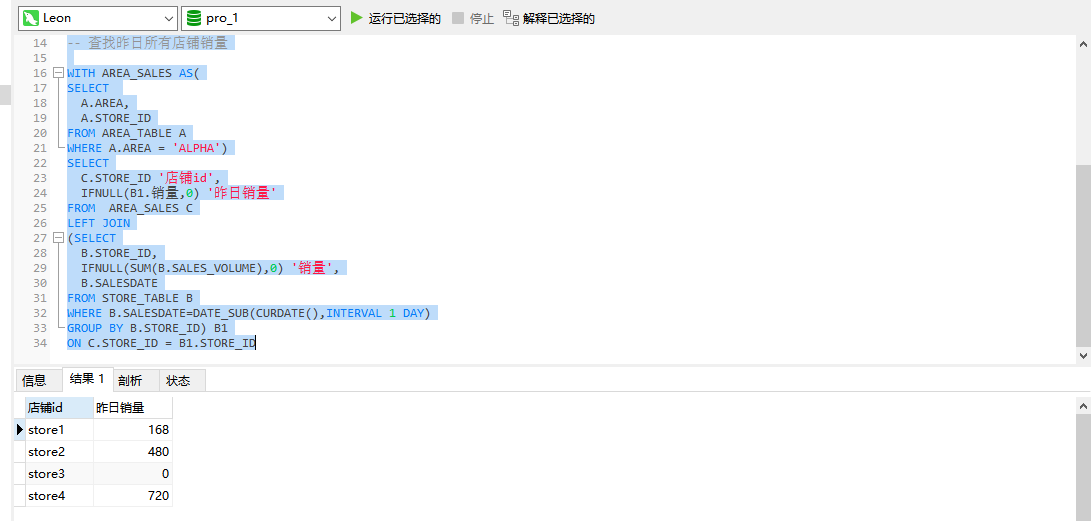 Leon pro_1 运行已选择的 停止 解释已选择的
14 -- 查找昨日所有店铺销量
15
16 WITH AREA_SALES AS(
17 SELECT
18 A.AREA,
19 A.STORE_ID
20 FROM AREA_TABLE A
21 WHERE A.AREA = 'ALPHA')
22 SELECT
23 C.STORE_ID '店铺id',
24 IFNULL(B1.销量,0) '昨日销量'
25 FROM  AREA_SALES C
26 LEFT JOIN
27 (SELECT
28 B.STORE_ID,
29 IFNULL(SUM(B.SALES_VOLUME),0) '销量',
30 B.SALESDATE
31 FROM STORE_TABLE B
32 WHERE B.SALESDATE=DATE_SUB(CURDATE(),INTERVAL 1 DAY)
33 GROUP BY B.STORE_ID) B1
34 ON C.STORE_ID = B1.STORE_ID
信息 结果 1 剖析 状态
店铺id 昨日销量
store1 168
store2 480
store3 0
store4 720